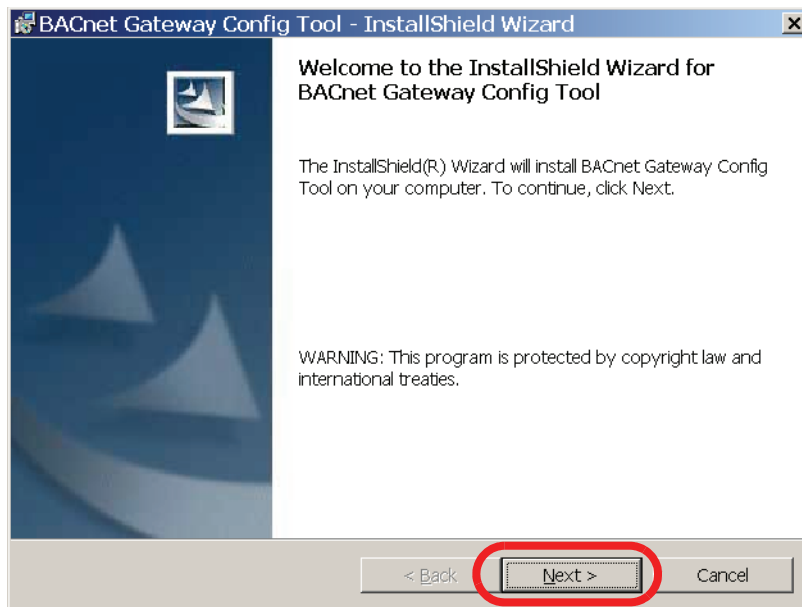 BACnet Gateway Config Tool - InstallShield Wizard
Welcome to the InstallShield Wizard for
BACnet Gateway Config Tool
The InstallShield(R) Wizard will install BACnet Gateway Config
Tool on your computer. To continue, click Next.
WARNING: This program is protected by copyright law and
international treaties.
< Back Next > Cancel